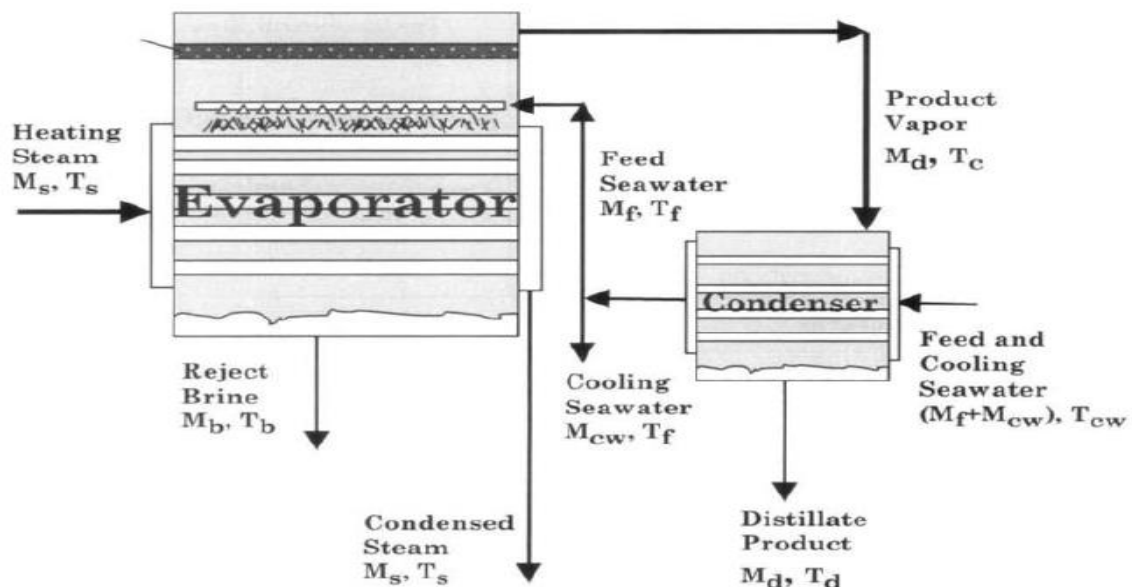 Heating
Steam
Ms, Ts
Evaporator
Feed
Seawater
Mf, Tf
Product
Vapor
Md, Tc
Condenser
Feed and
Cooling
Seawater
(Mf+Mcw), Tcw
Reject
Brine
Mb, Tb
Cooling
Seawater
Mcw, Tf
Condensed
Steam
Ms, Ts
Distillate
Product
Md, Td